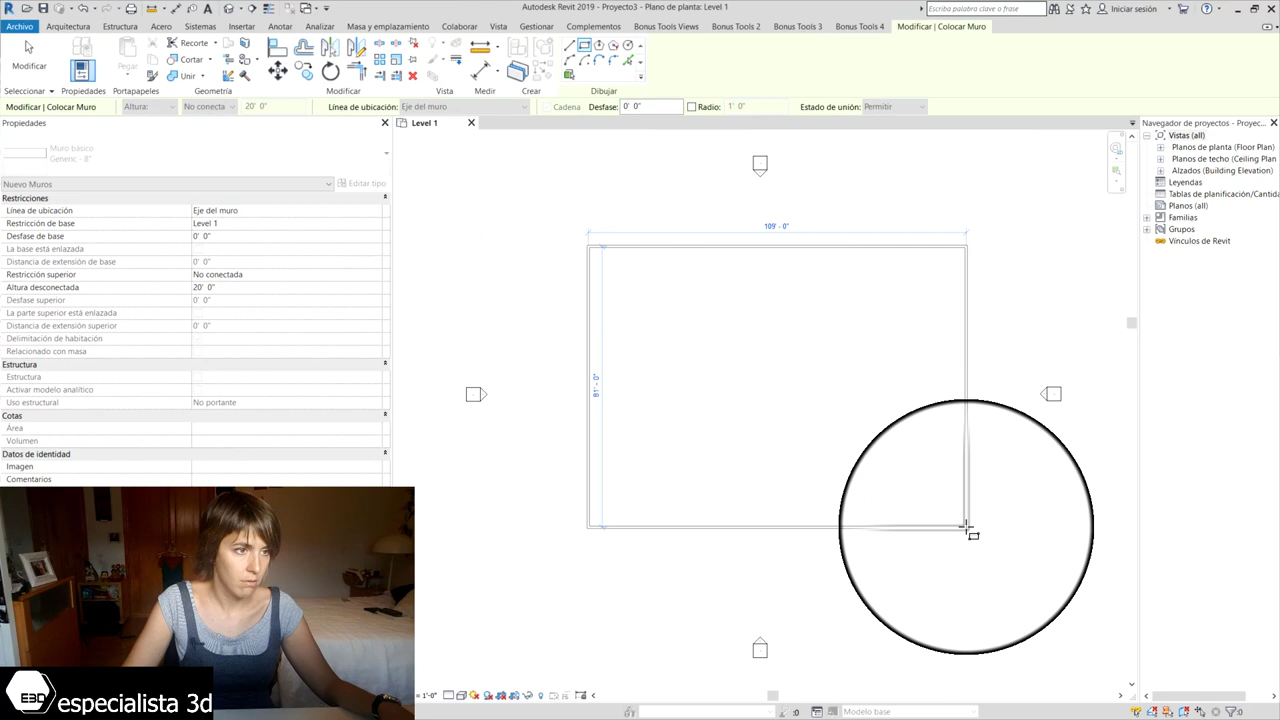 Autodesk Revit 2019 - Proyecto3 - Plano de planta: Level 1
Escriba palabra clave o frase
Iniciar sesión
Archivo Arquitectura Estructura Acero Sistemas Insertar Anotar Analizar Masa y emplazamiento Colaborar Vista Gestionar Complementos Bonus Tools Views Bonus Tools 2 Bonus Tools 3 Bonus Tools 4 Modificar | Colocar Muro
Modificar
Pegar
Recorte
Cortar
Unir
Seleccionar Propiedades Portapapeles Geometría Modificar Vista Medir Crear Dibujar
Modificar | Colocar Muro Altura: No conecta 20' 0" Línea de ubicación: Eje del muro Cadena Desfase: 0' 0" Radio: 1' 0" Estado de unión: Permitir
Propiedades
Muro básico
Generic - 8"
Nuevo Muros
Editar tipo
Restricciones
Línea de ubicación Eje del muro
Restricción de base Level 1
Desfase de base 0' 0"
La base está enlazada
Distancia de extensión de base 0' 0"
Restricción superior No conectada
Altura desconectada 20' 0"
Desfase superior 0' 0"
La parte superior está enlazada
Distancia de extensión superior 0' 0"
Delimitación de habitación
Relacionado con masa
Estructura
Estructura
Activar modelo analítico
Uso estructural No portante
Cotas
Área
Volumen
Datos de identidad
Imagen
Comentarios
Level 1
109' - 0"
81' - 0"
Navegador de proyectos - Proyec...
Vistas (all)
Planos de planta (Floor Plan
Planos de techo (Ceiling Plan
Alzados (Building Elevation)
Leyendas
Tablas de planificación/Cantida
Planos (all)
Familias
Grupos
Vínculos de Revit
= 1'-0"
:0
Modelo base
:0
E3D
especialista 3d